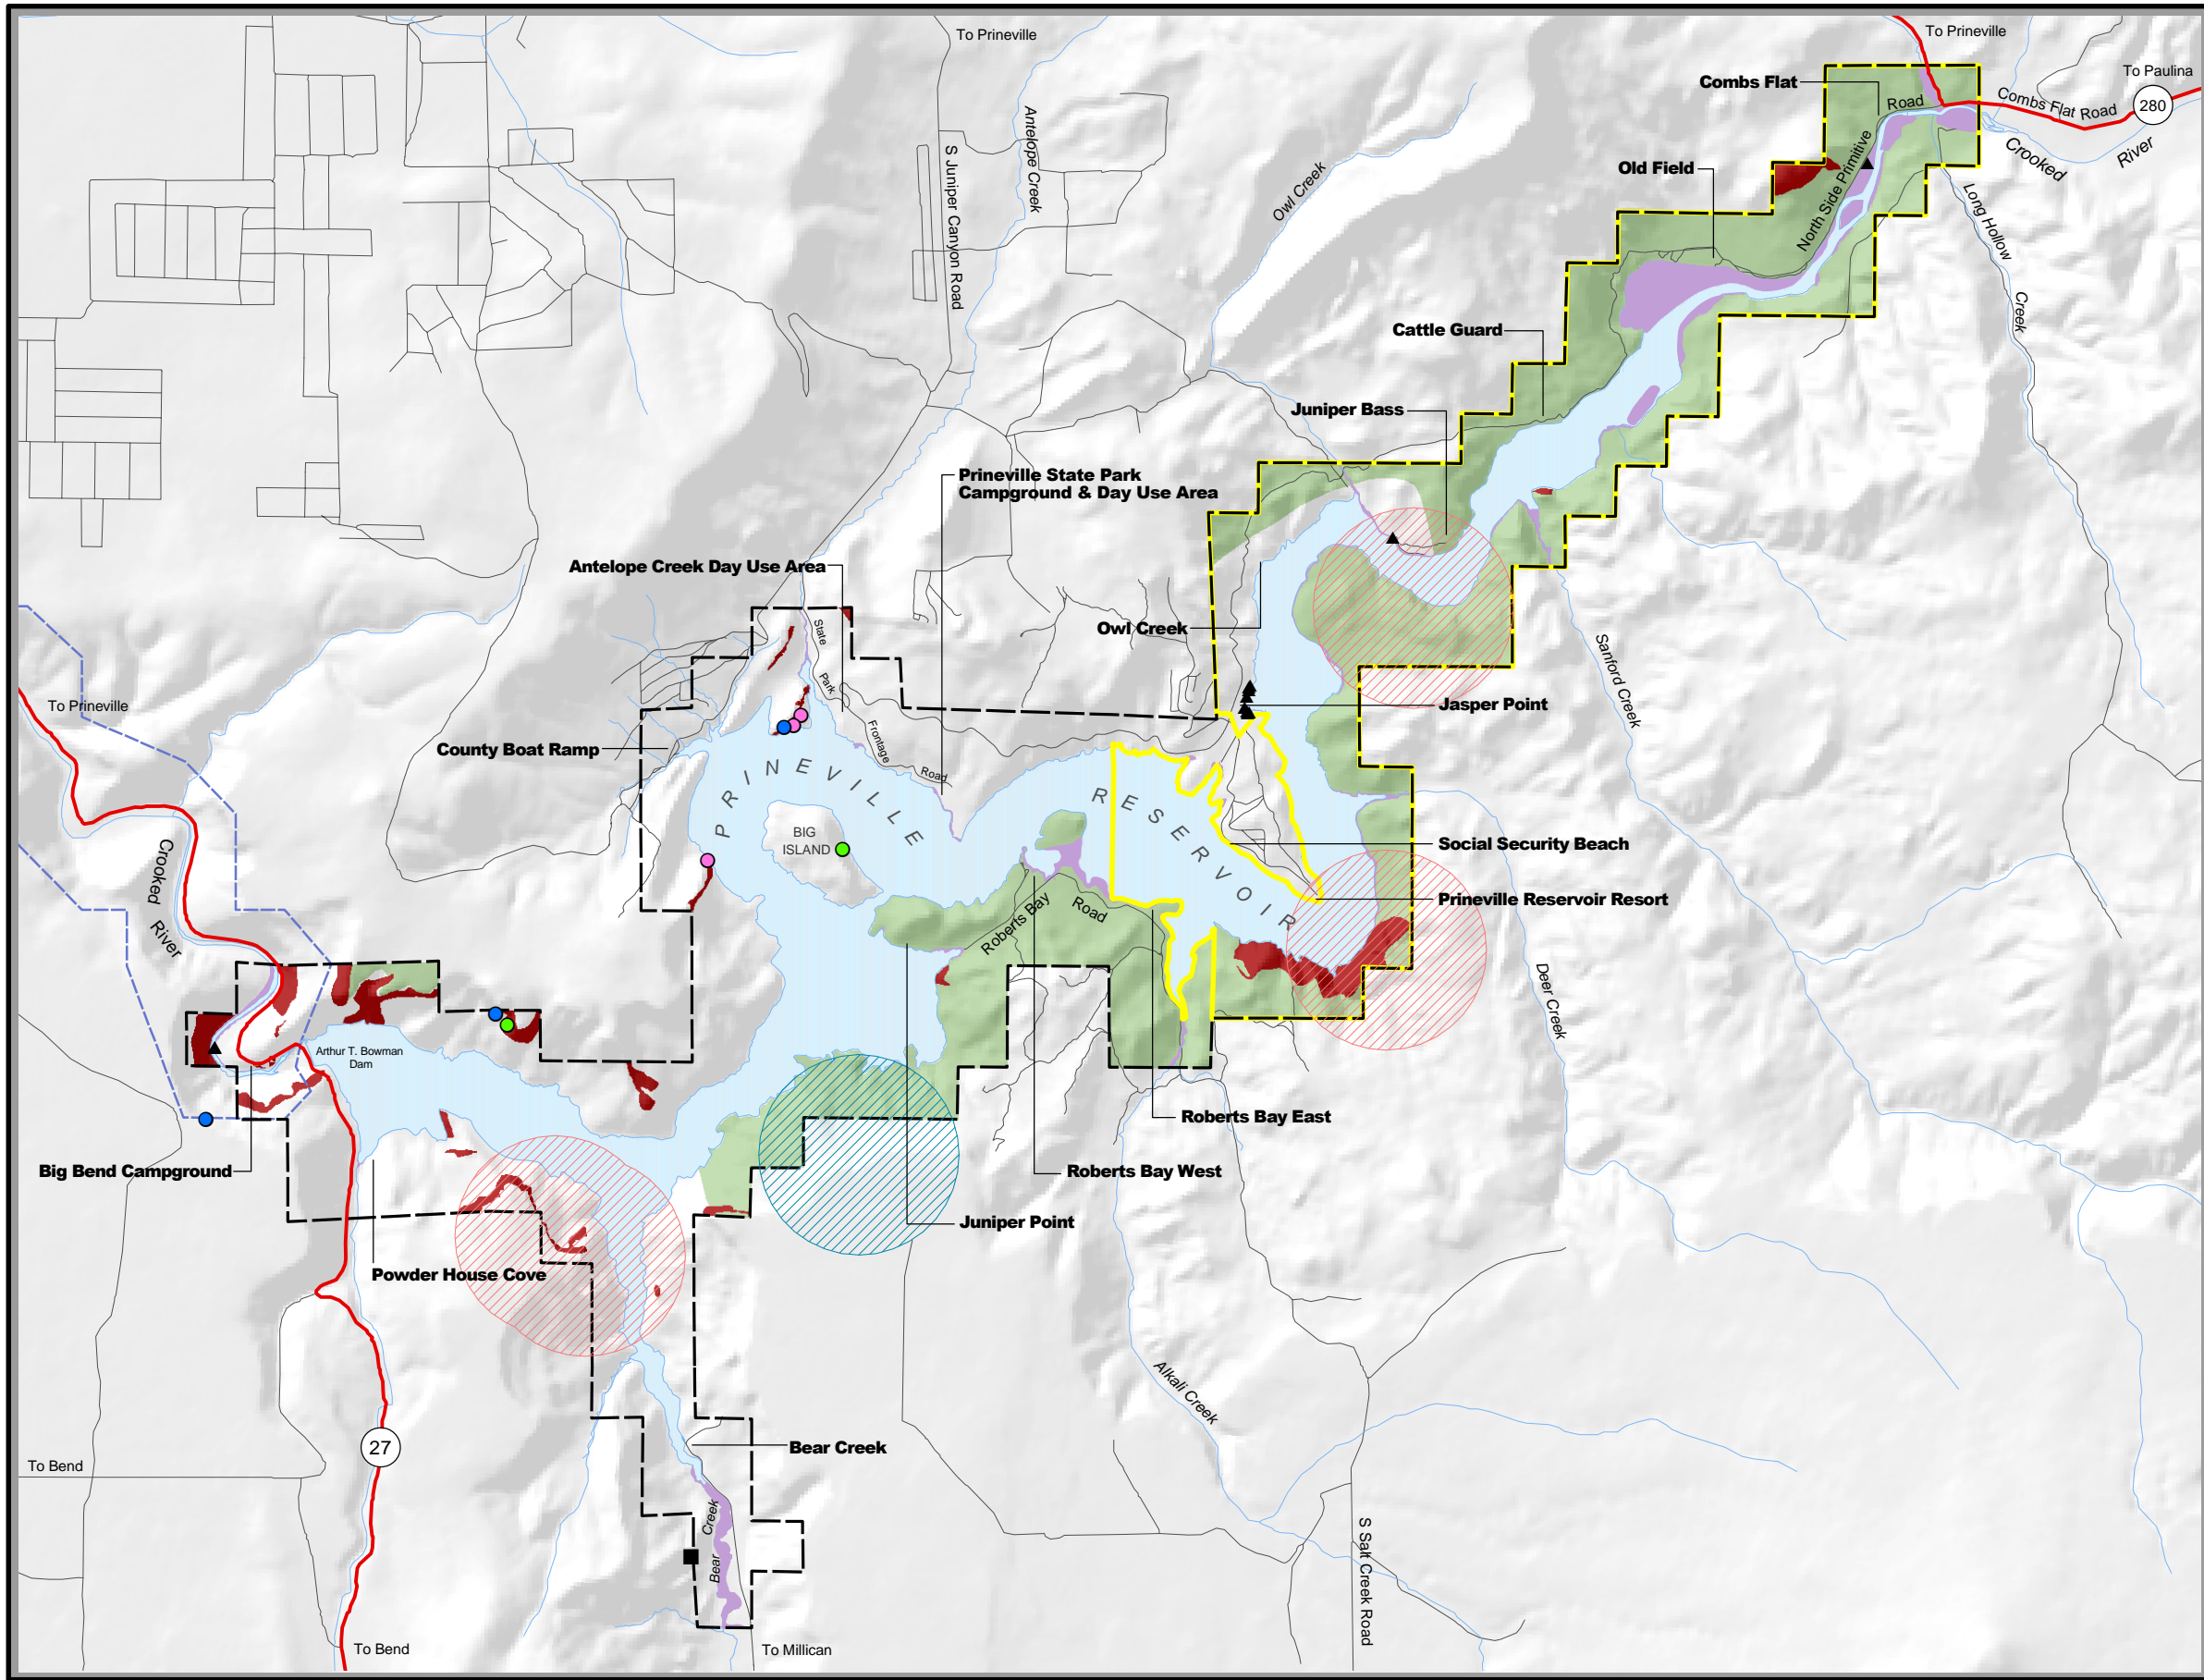 To Prineville
To Prineville
To Paulina
Combs Flat
Road
Combs Flat Road
280
Crooked
River
North Side Primitive
Old Field
Long Hollow
Creek
Antelope Creek
S Juniper Canyon Road
Owl Creek
Cattle Guard
Juniper Bass
Prineville State Park
Campground & Day Use Area
Antelope Creek Day Use Area
Owl Creek
State
Park
Frontage
Road
Sanford Creek
To Prineville
Jasper Point
County Boat Ramp
PRINEVILLE
RESERVOIR
BIG
ISLAND
Crooked
River
Social Security Beach
Prineville Reservoir Resort
Roberts Bay
Road
Deer Creek
Arthur T. Bowman
Dam
Roberts Bay East
Big Bend Campground
Roberts Bay West
Juniper Point
Powder House Cove
Alkali Creek
27
Bear Creek
To Bend
Bear
Creek
S Salt Creek Road
To Bend
To Millican